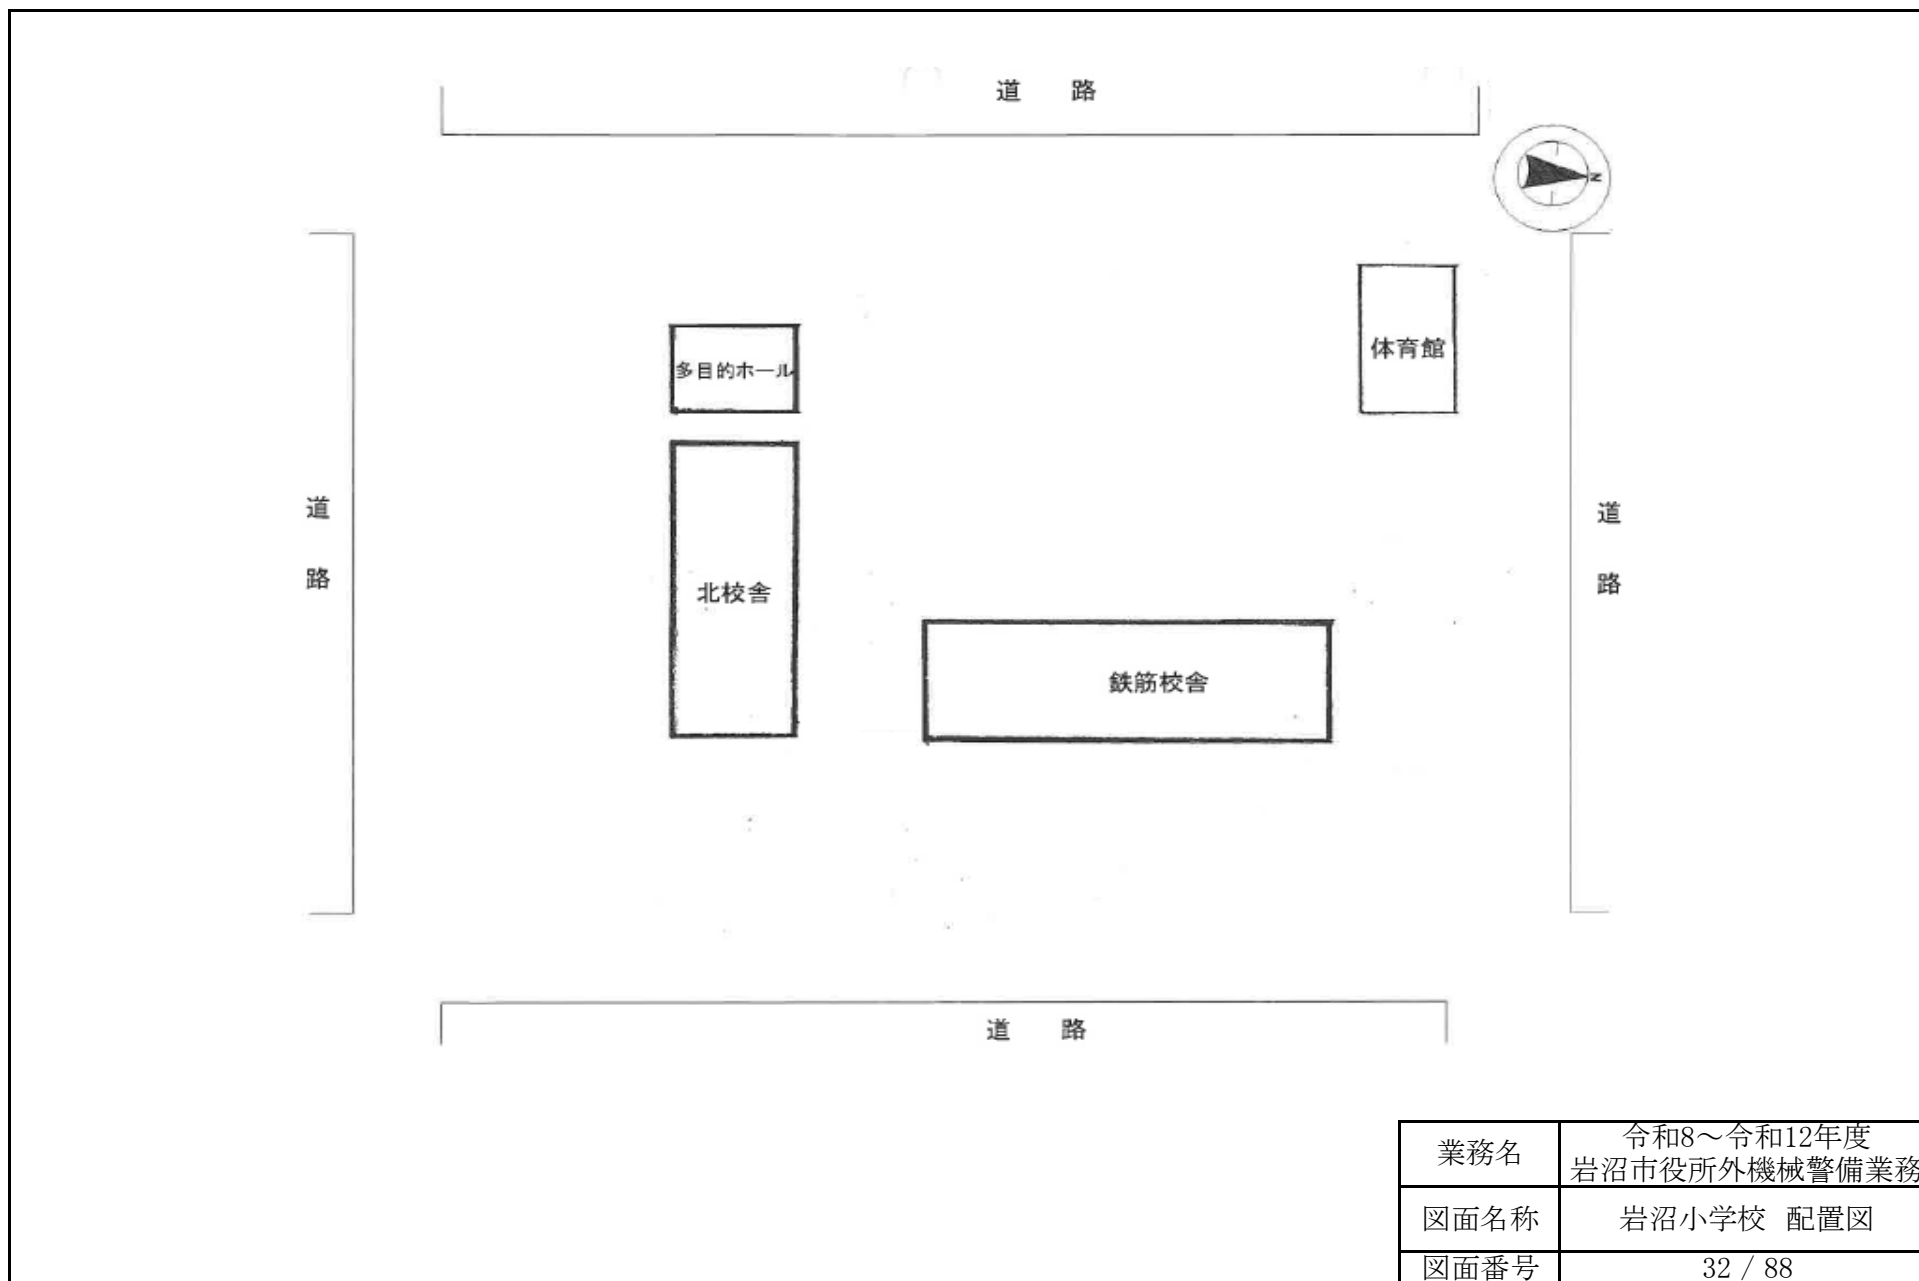 道 路
N
体育館
多目的ホール
道路
北校舎
道路
鉄筋校舎
道 路
業務名
令和8～令和12年度
岩沼市役所外機械警備業務
図面名称
岩沼小学校 配置図
図面番号
32 / 88